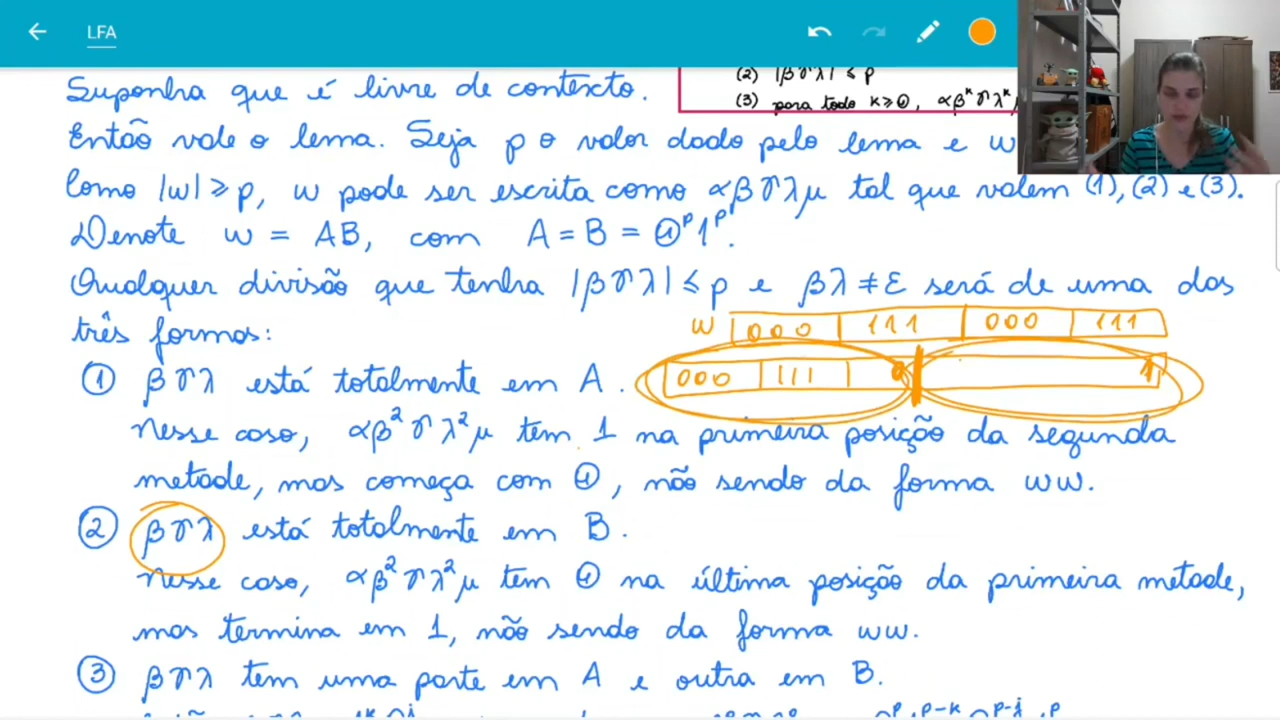 LFA
Suponha que é livre de contexto.
(2) |βγλ| ≤ p
(3) para todo k ≥ 0, αβᵏγλᵏ
Então vale o lema. Seja p o valor dado pelo lema e w
Como |w| ≥ p, w pode ser escrita como αβγλμ tal que valem (1), (2) e (3).
Denote w = AB, com A = B = 0ᵖ1ᵖ.
Qualquer divisão que tenha |βγλ| ≤ p e βλ ≠ ε será de uma das
três formas:
w 000 111 000 111
000 111 0 1
① βγλ está totalmente em A.
Nesse caso, αβ²γλ²μ tem 1 na primeira posição da segunda
metade, mas começa com 0, não sendo da forma ww.
② βγλ está totalmente em B.
Nesse caso, αβ²γλ²μ tem 0 na última posição da primeira metade,
mas termina em 1, não sendo da forma ww.
③ βγλ tem uma parte em A e outra em B.